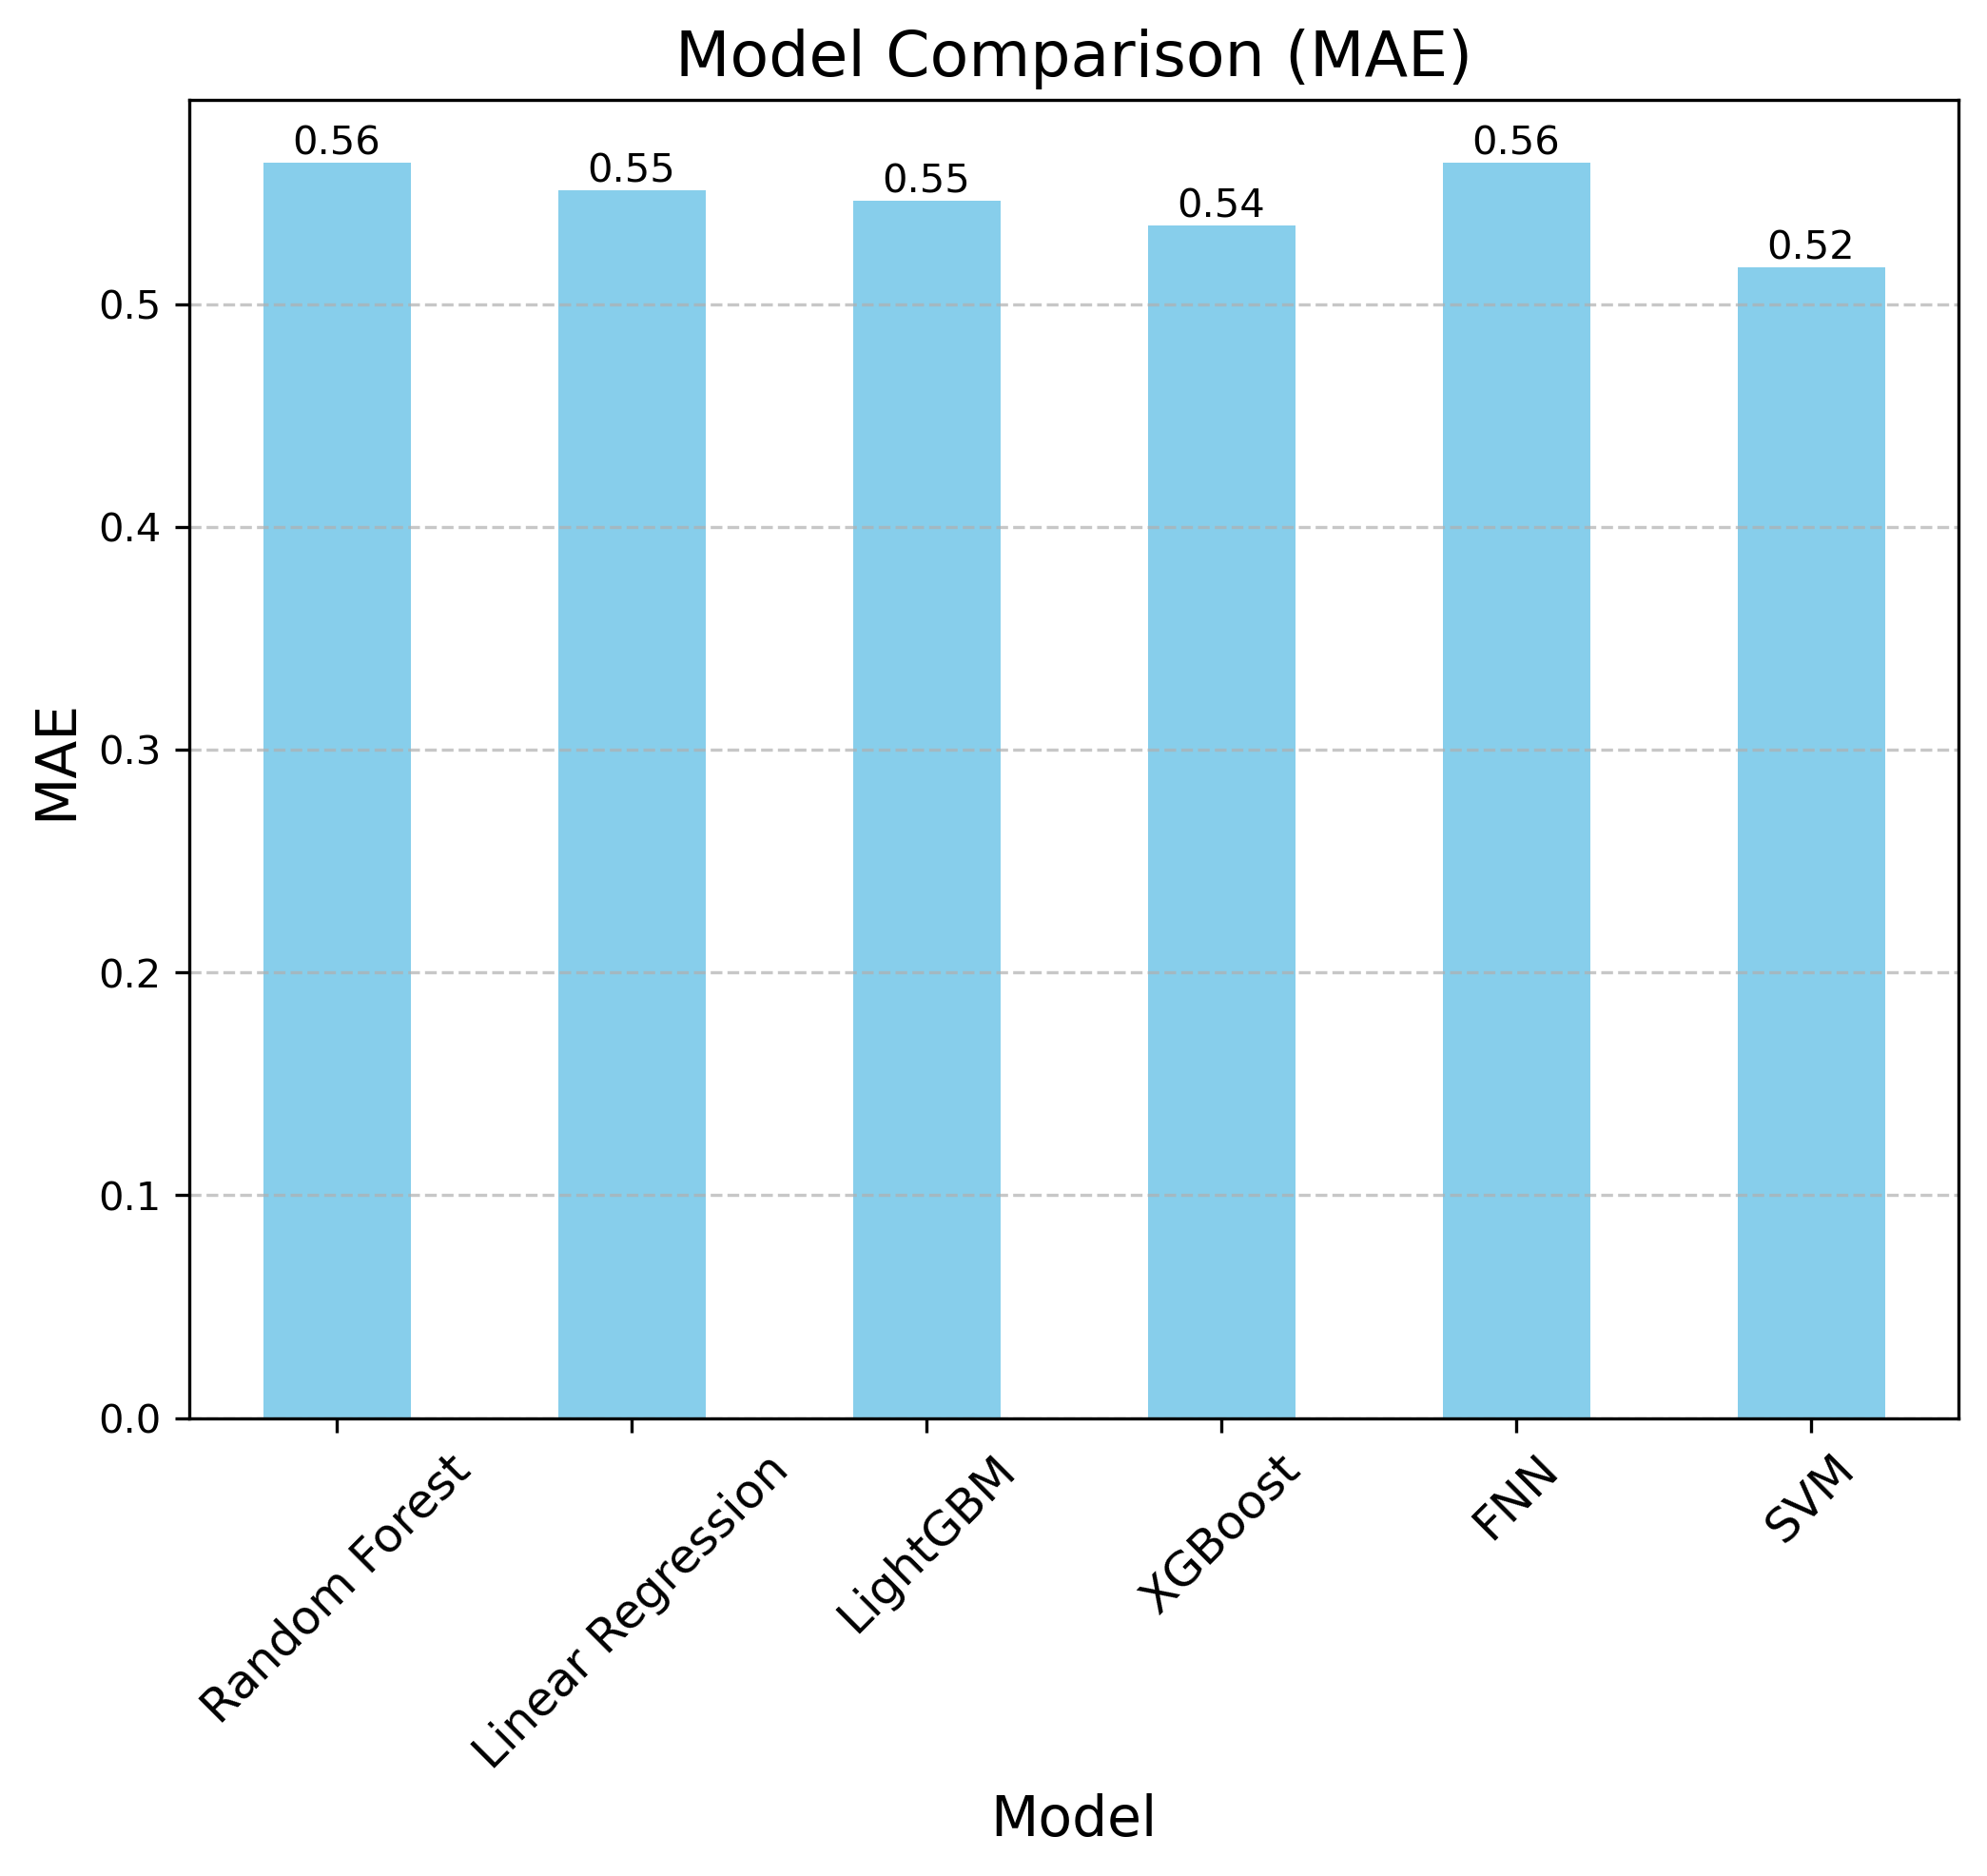 Model Comparison (MAE)
0.56
0.55
0.55
0.54
0.56
0.52
0.5
0.4
0.3
0.2
0.1
0.0
MAE
Random Forest
Linear Regression
LightGBM
XGBoost
FNN
SVM
Model